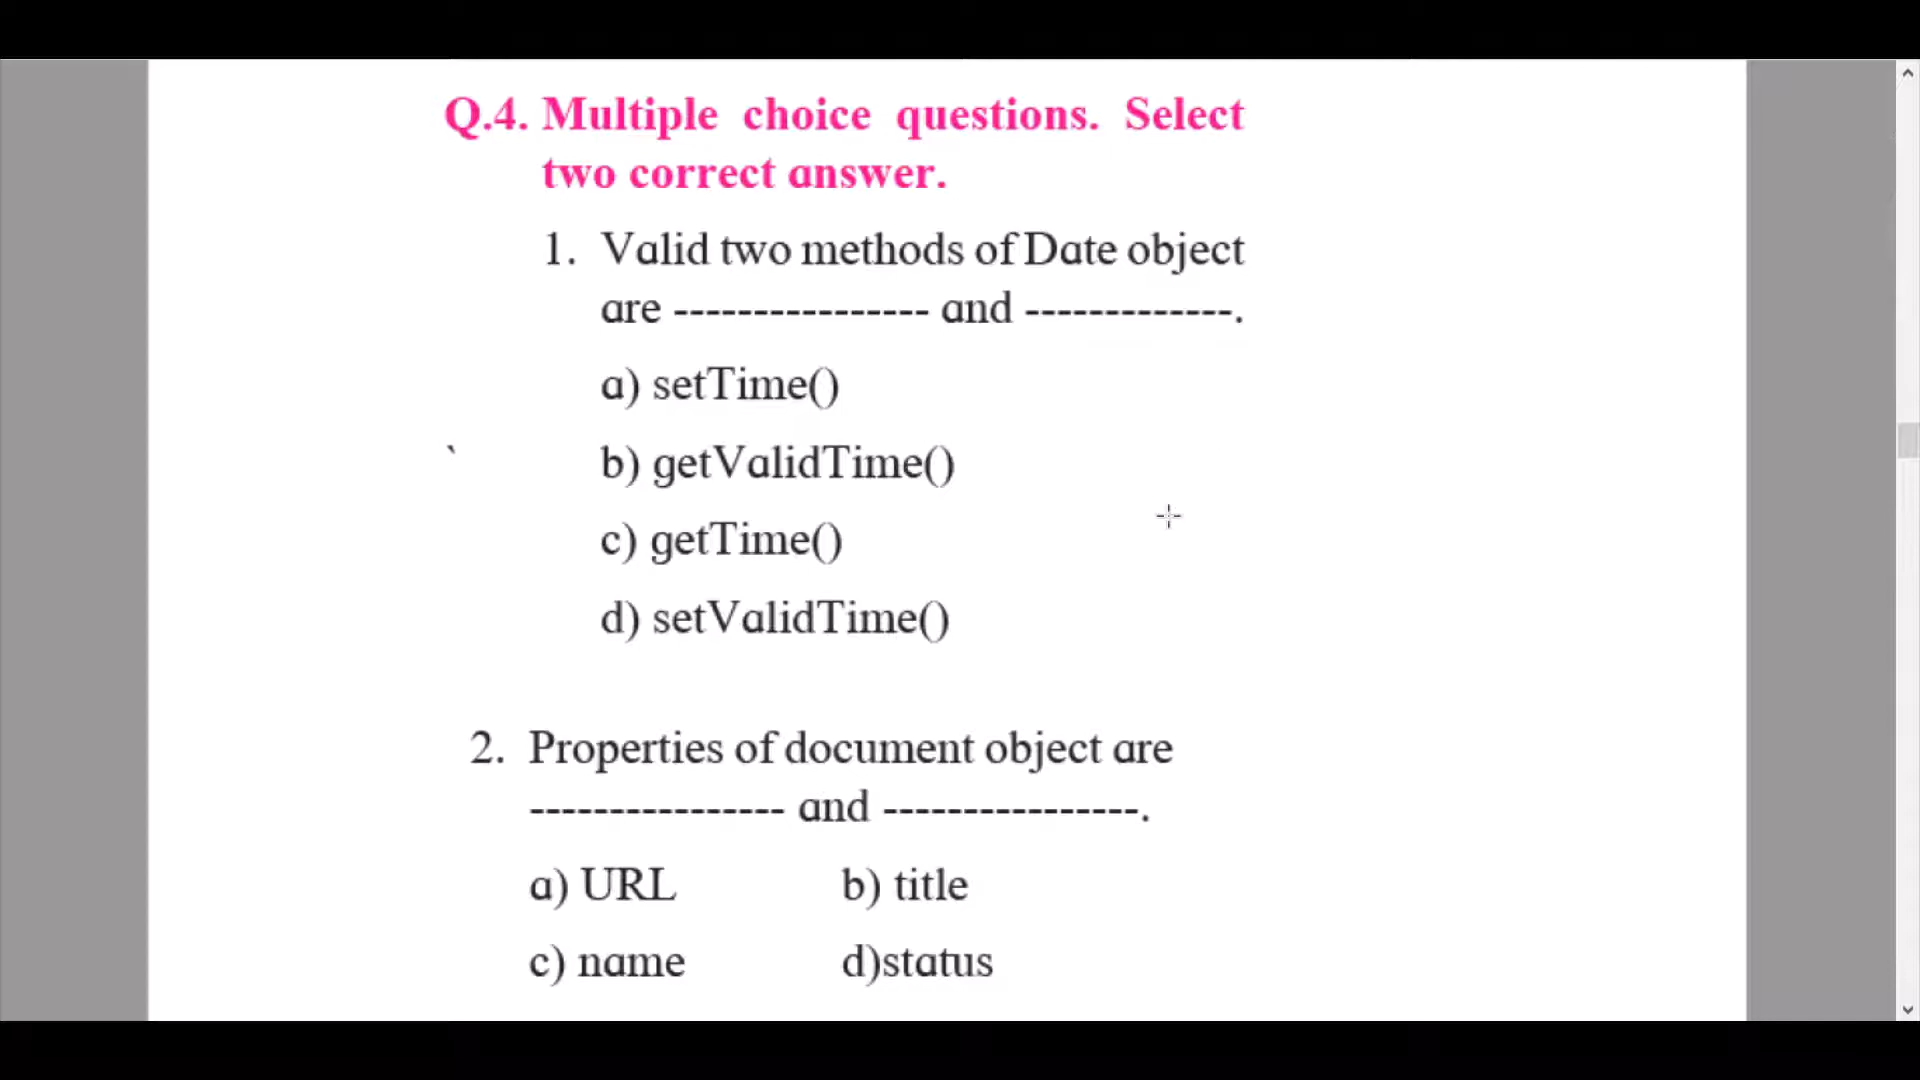 Q.4. Multiple choice questions. Select
two correct answer.
1. Valid two methods of Date object
are ---------------- and -------------.
a) setTime()
` b) getValidTime()
c) getTime()
d) setValidTime()
2. Properties of document object are
---------------- and ----------------.
a) URL b) title
c) name d)status